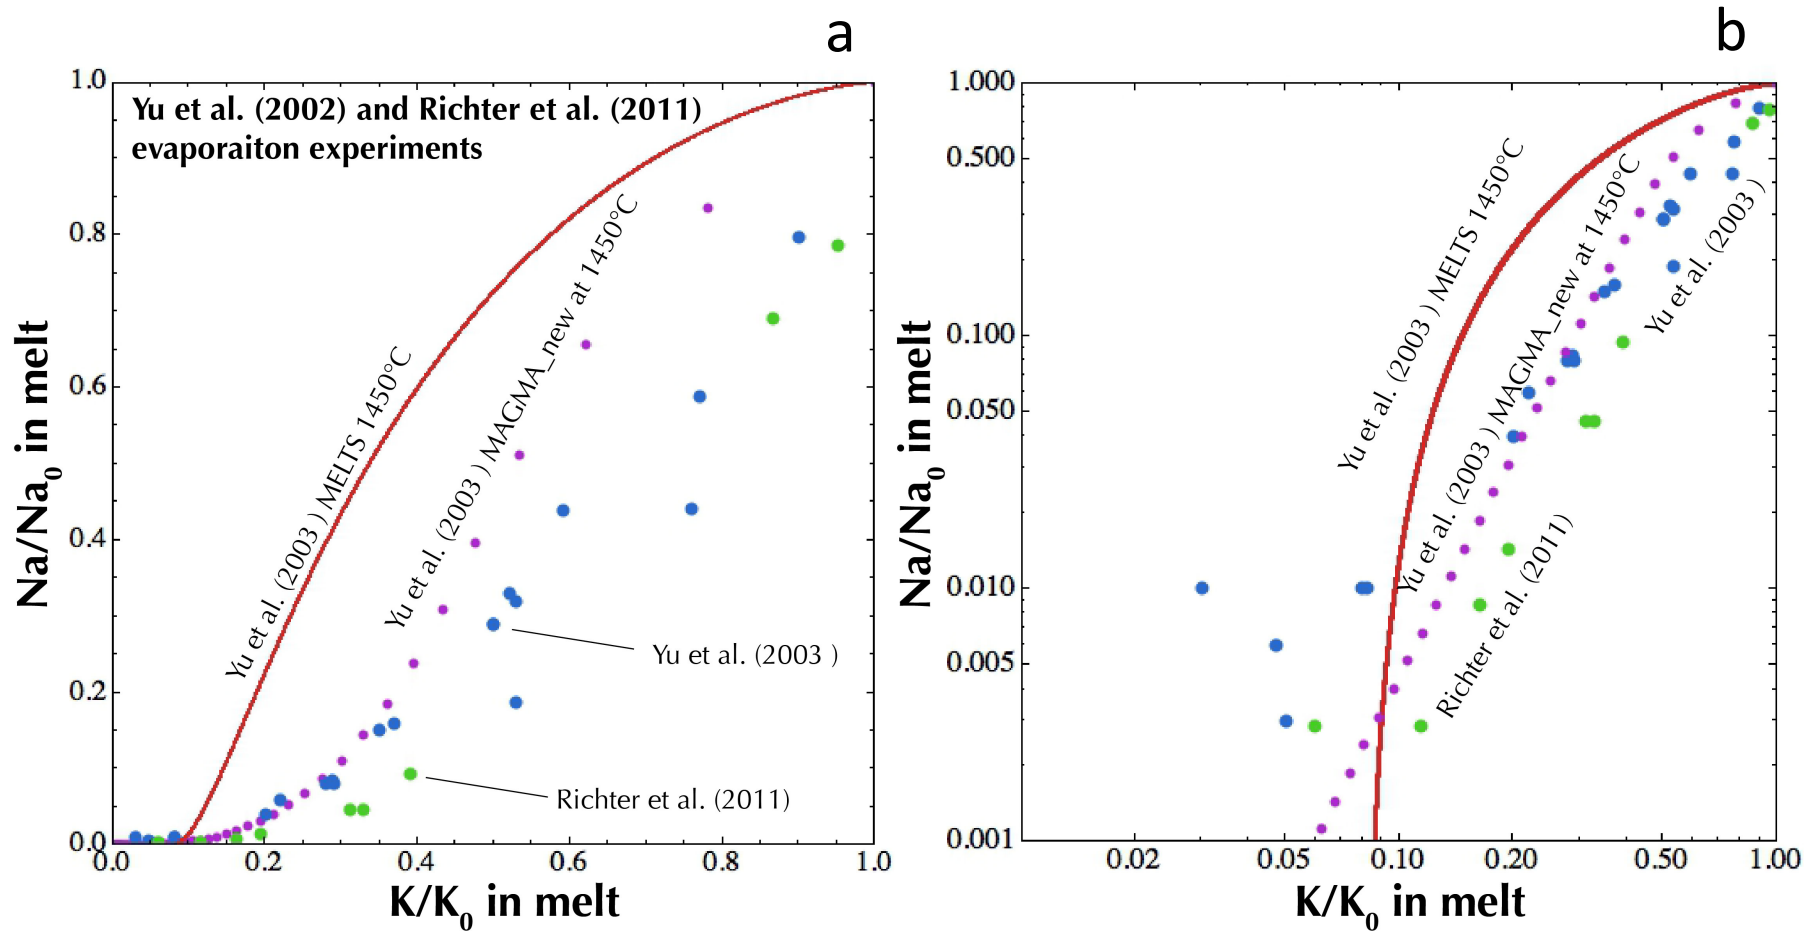 a
Yu et al. (2002) and Richter et al. (2011)
evaporaiton experiments
Yu et al. (2003 ) MELTS 1450°C
Yu et al. (2003 ) MAGMA_new at 1450°C
Yu et al. (2003 )
Richter et al. (2011)
Na/Na0 in melt
1.0
0.8
0.6
0.4
0.2
0.0
0.0 0.2 0.4 0.6 0.8 1.0
K/K0 in melt
b
Yu et al. (2003 ) MELTS 1450°C
Yu et al. (2003 ) MAGMA_new at 1450°C
Yu et al. (2003 )
Richter et al. (2011)
Na/Na0 in melt
1.000
0.500
0.100
0.050
0.010
0.005
0.001
0.02 0.05 0.10 0.20 0.50 1.00
K/K0 in melt